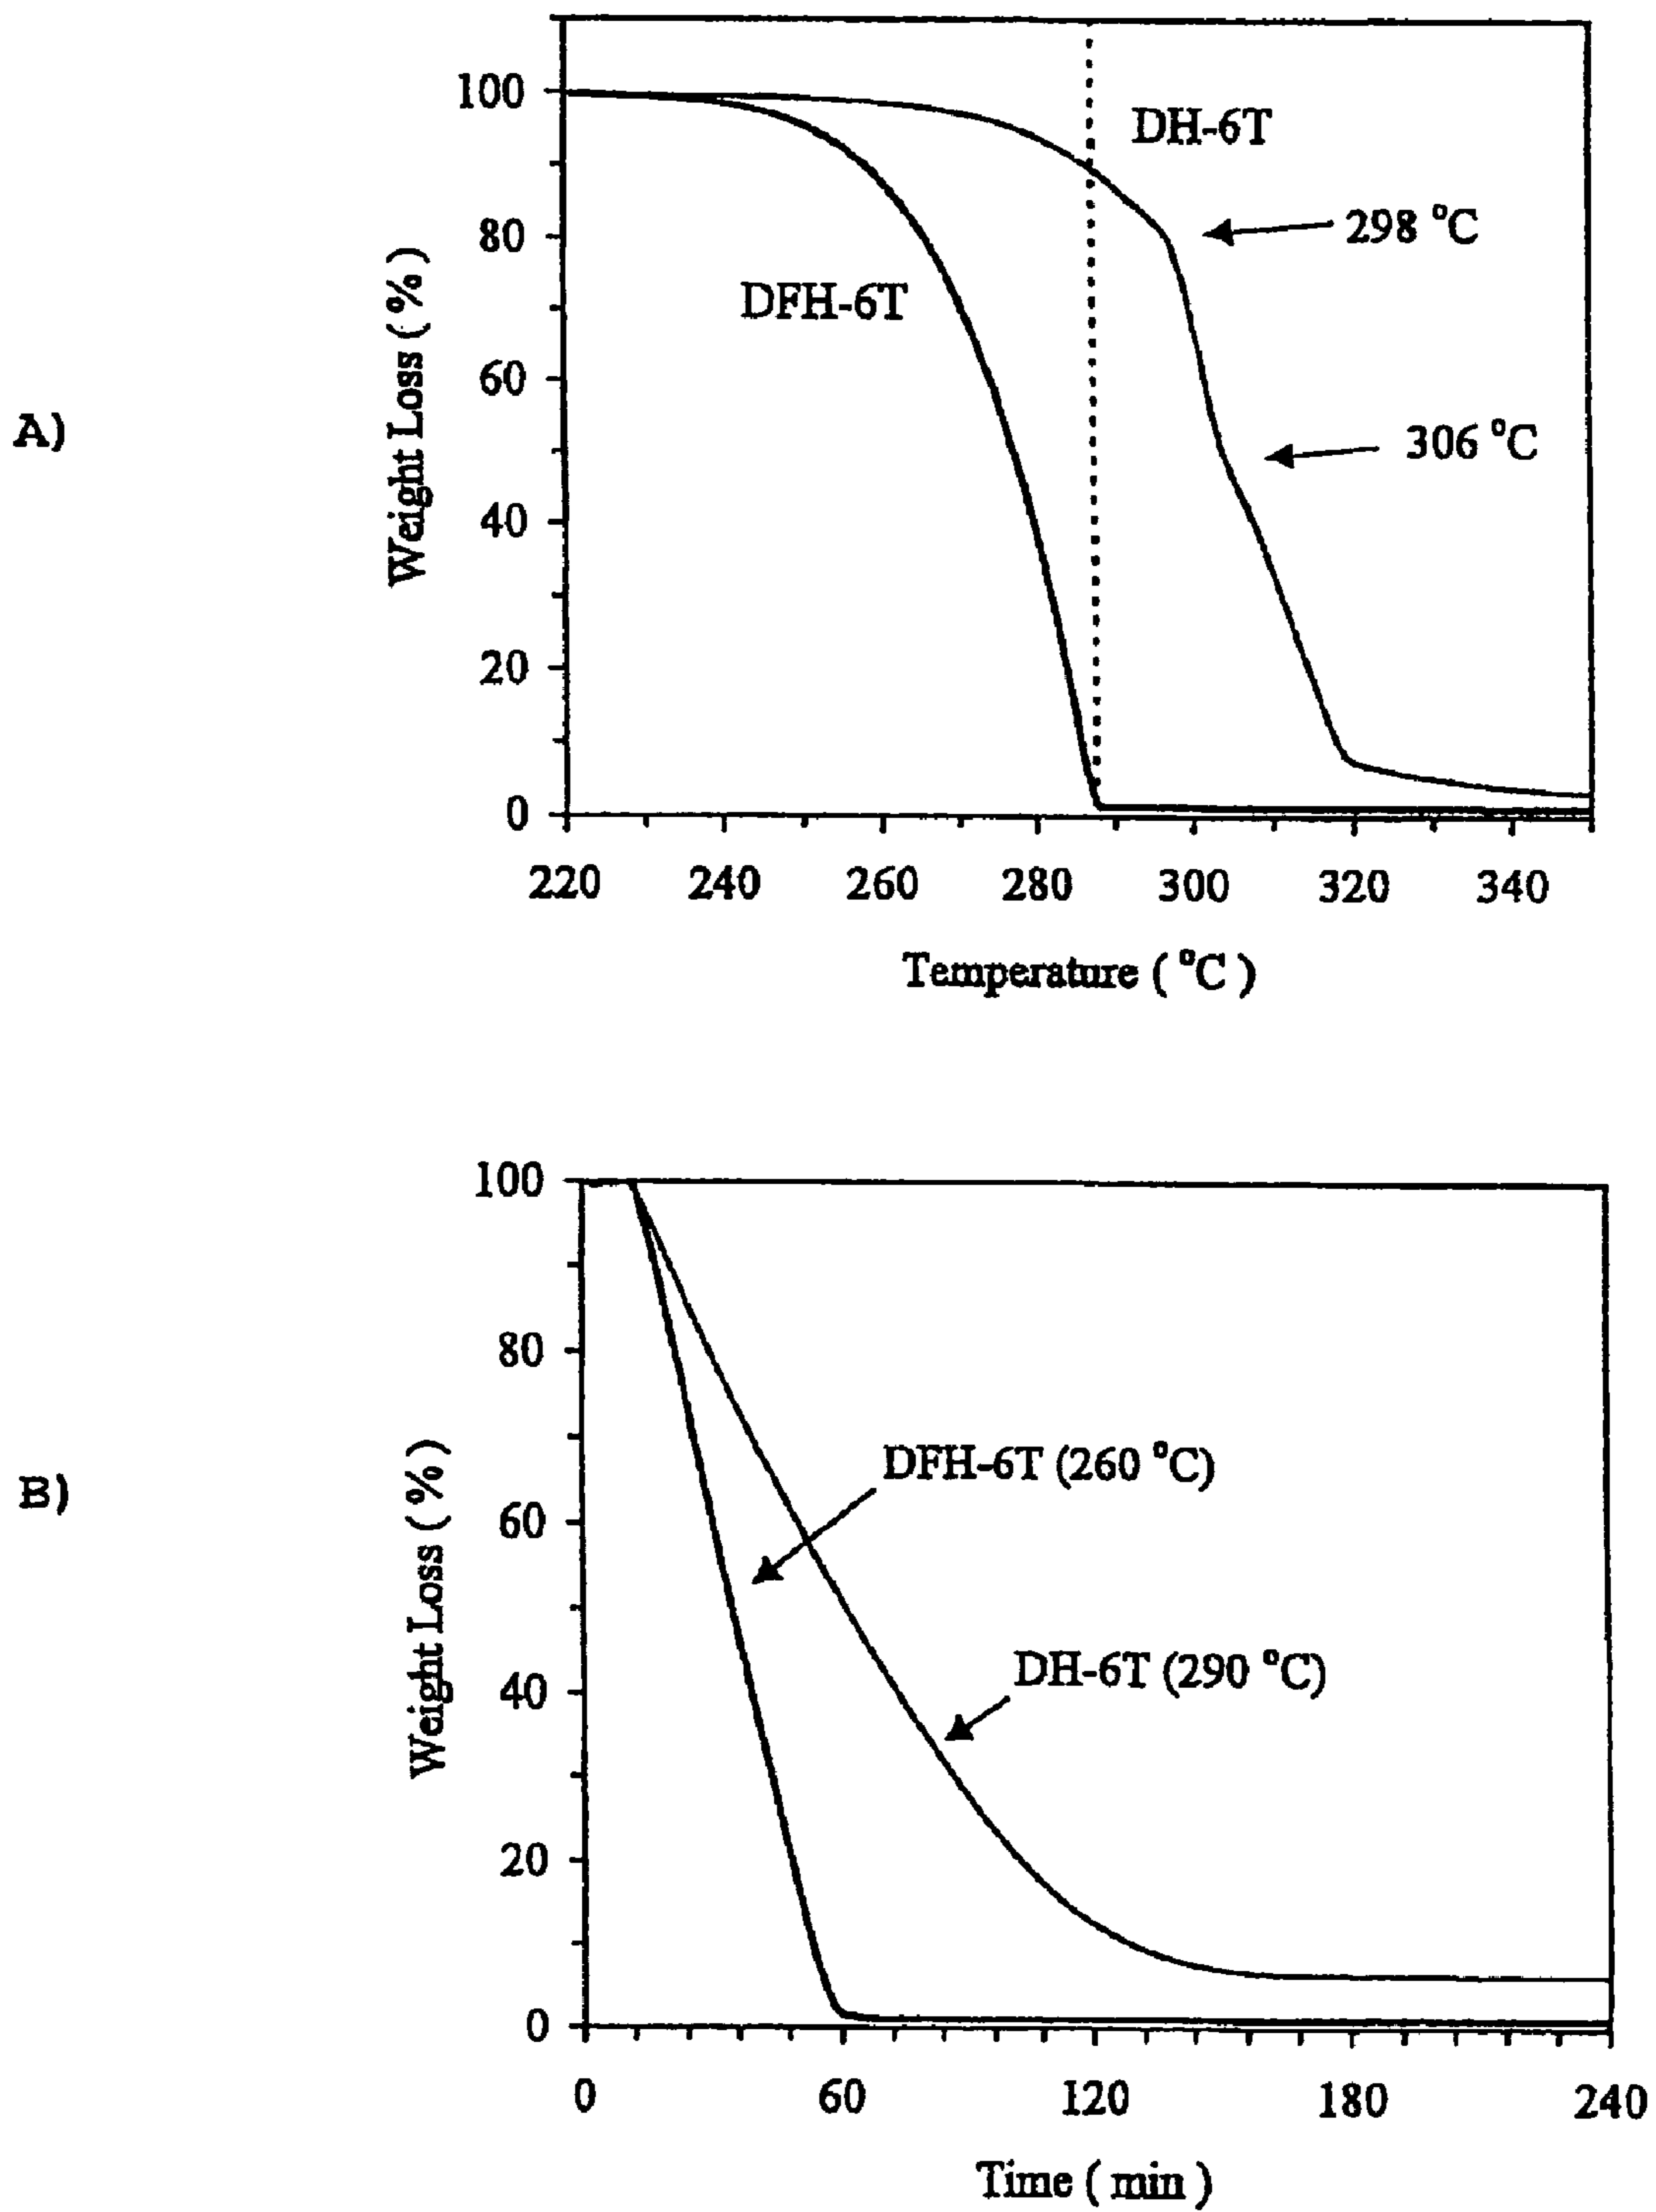 A)
Weight Loss ( % )
100
80
60
40
20
0
DH-6T
DFH-6T
298 °C
306 °C
220 240 260 280 300 320 340
Temperature ( °C )
B)
Weight Loss ( % )
100
80
60
40
20
0
DFH-6T (260 °C)
DH-6T (290 °C)
0 60 120 180 240
Time ( min )